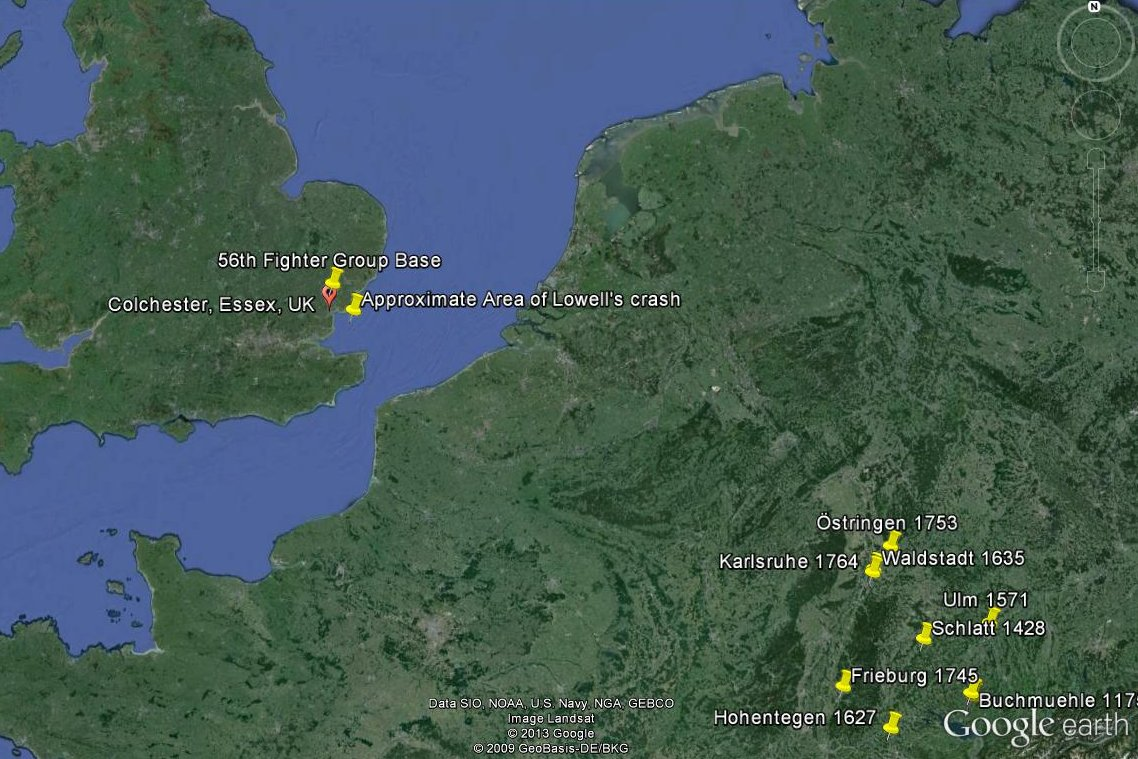 N
56th Fighter Group Base
Colchester, Essex, UK
Approximate Area of Lowell's crash
Östringen 1753
Karlsruhe 1764
Waldstadt 1635
Ulm 1571
Schlatt 1428
Frieburg 1745
Buchmuehle 1175
Hohentegen 1627
Data SIO, NOAA, U.S. Navy, NGA, GEBCO
Image Landsat
© 2013 Google
© 2009 GeoBasis-DE/BKG
Google earth